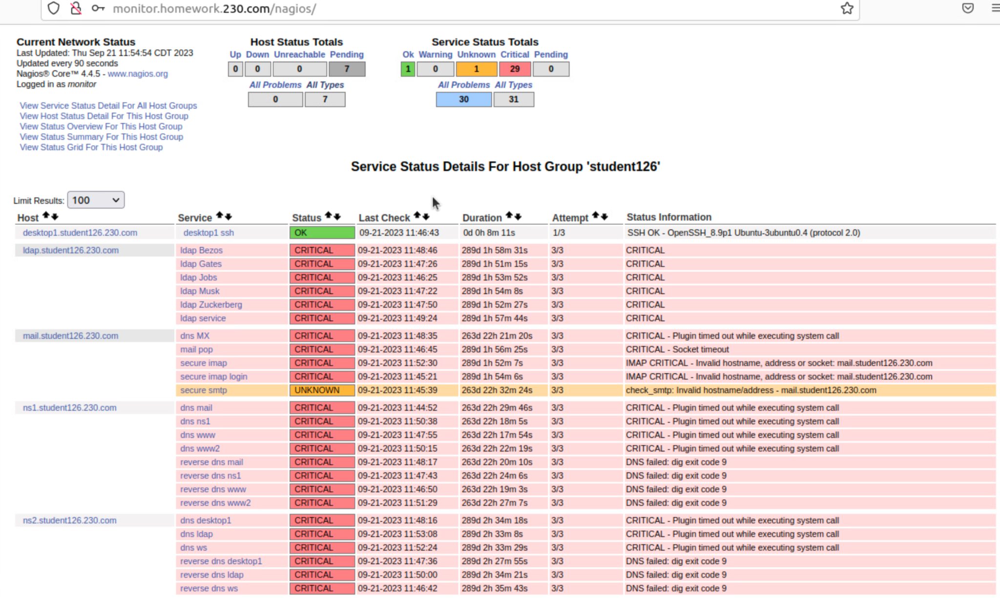 monitor.homework.230.com/nagios/
Current Network Status
Last Updated: Thu Sep 21 11:54:54 CDT 2023
Updated every 90 seconds
Nagios® Core™ 4.4.5 - www.nagios.org
Logged in as monitor
View Service Status Detail For All Host Groups
View Host Status Detail For This Host Group
View Status Overview For This Host Group
View Status Summary For This Host Group
View Status Grid For This Host Group
Host Status Totals
Up Down Unreachable Pending
0 0 0 7
All Problems All Types
0 7
Service Status Totals
Ok Warning Unknown Critical Pending
1 0 1 29 0
All Problems All Types
30 31
Service Status Details For Host Group 'student126'
Limit Results: 100
Host Service Status Last Check Duration Attempt Status Information
desktop1.student126.230.com desktop1 ssh OK 09-21-2023 11:46:43 0d 0h 8m 11s 1/3 SSH OK - OpenSSH_8.9p1 Ubuntu-3ubuntu0.4 (protocol 2.0)
ldap.student126.230.com ldap Bezos CRITICAL 09-21-2023 11:48:46 289d 1h 58m 31s 3/3 CRITICAL
ldap Gates CRITICAL 09-21-2023 11:47:26 289d 1h 51m 15s 3/3 CRITICAL
ldap Jobs CRITICAL 09-21-2023 11:46:25 289d 1h 53m 52s 3/3 CRITICAL
ldap Musk CRITICAL 09-21-2023 11:47:22 289d 1h 54m 8s 3/3 CRITICAL
ldap Zuckerberg CRITICAL 09-21-2023 11:47:50 289d 1h 52m 27s 3/3 CRITICAL
ldap service CRITICAL 09-21-2023 11:49:24 289d 1h 57m 44s 3/3 CRITICAL
mail.student126.230.com dns MX CRITICAL 09-21-2023 11:48:35 263d 22h 21m 20s 3/3 CRITICAL - Plugin timed out while executing system call
mail pop CRITICAL 09-21-2023 11:46:45 289d 1h 56m 25s 3/3 CRITICAL - Socket timeout
secure imap CRITICAL 09-21-2023 11:52:30 289d 1h 52m 7s 3/3 IMAP CRITICAL - Invalid hostname, address or socket: mail.student126.230.com
secure imap login CRITICAL 09-21-2023 11:45:21 289d 1h 54m 6s 3/3 IMAP CRITICAL - Invalid hostname, address or socket: mail.student126.230.com
secure smtp UNKNOWN 09-21-2023 11:45:39 263d 22h 32m 24s 3/3 check_smtp: Invalid hostname/address - mail.student126.230.com
ns1.student126.230.com dns mail CRITICAL 09-21-2023 11:44:52 263d 22h 29m 46s 3/3 CRITICAL - Plugin timed out while executing system call
dns ns1 CRITICAL 09-21-2023 11:50:38 263d 22h 18m 5s 3/3 CRITICAL - Plugin timed out while executing system call
dns www CRITICAL 09-21-2023 11:47:55 263d 22h 17m 54s 3/3 CRITICAL - Plugin timed out while executing system call
dns www2 CRITICAL 09-21-2023 11:50:15 263d 22h 22m 19s 3/3 CRITICAL - Plugin timed out while executing system call
reverse dns mail CRITICAL 09-21-2023 11:48:17 263d 22h 20m 10s 3/3 DNS failed: dig exit code 9
reverse dns ns1 CRITICAL 09-21-2023 11:47:43 263d 22h 24m 6s 3/3 DNS failed: dig exit code 9
reverse dns www CRITICAL 09-21-2023 11:46:50 263d 22h 19m 3s 3/3 DNS failed: dig exit code 9
reverse dns www2 CRITICAL 09-21-2023 11:51:29 263d 22h 27m 7s 3/3 DNS failed: dig exit code 9
ns2.student126.230.com dns desktop1 CRITICAL 09-21-2023 11:48:16 289d 2h 34m 18s 3/3 CRITICAL - Plugin timed out while executing system call
dns ldap CRITICAL 09-21-2023 11:53:08 289d 2h 33m 8s 3/3 CRITICAL - Plugin timed out while executing system call
dns ws CRITICAL 09-21-2023 11:52:24 289d 2h 33m 29s 3/3 CRITICAL - Plugin timed out while executing system call
reverse dns desktop1 CRITICAL 09-21-2023 11:47:36 289d 2h 27m 55s 3/3 DNS failed: dig exit code 9
reverse dns ldap CRITICAL 09-21-2023 11:50:00 289d 2h 34m 21s 3/3 DNS failed: dig exit code 9
reverse dns ws CRITICAL 09-21-2023 11:46:42 289d 2h 35m 43s 3/3 DNS failed: dig exit code 9